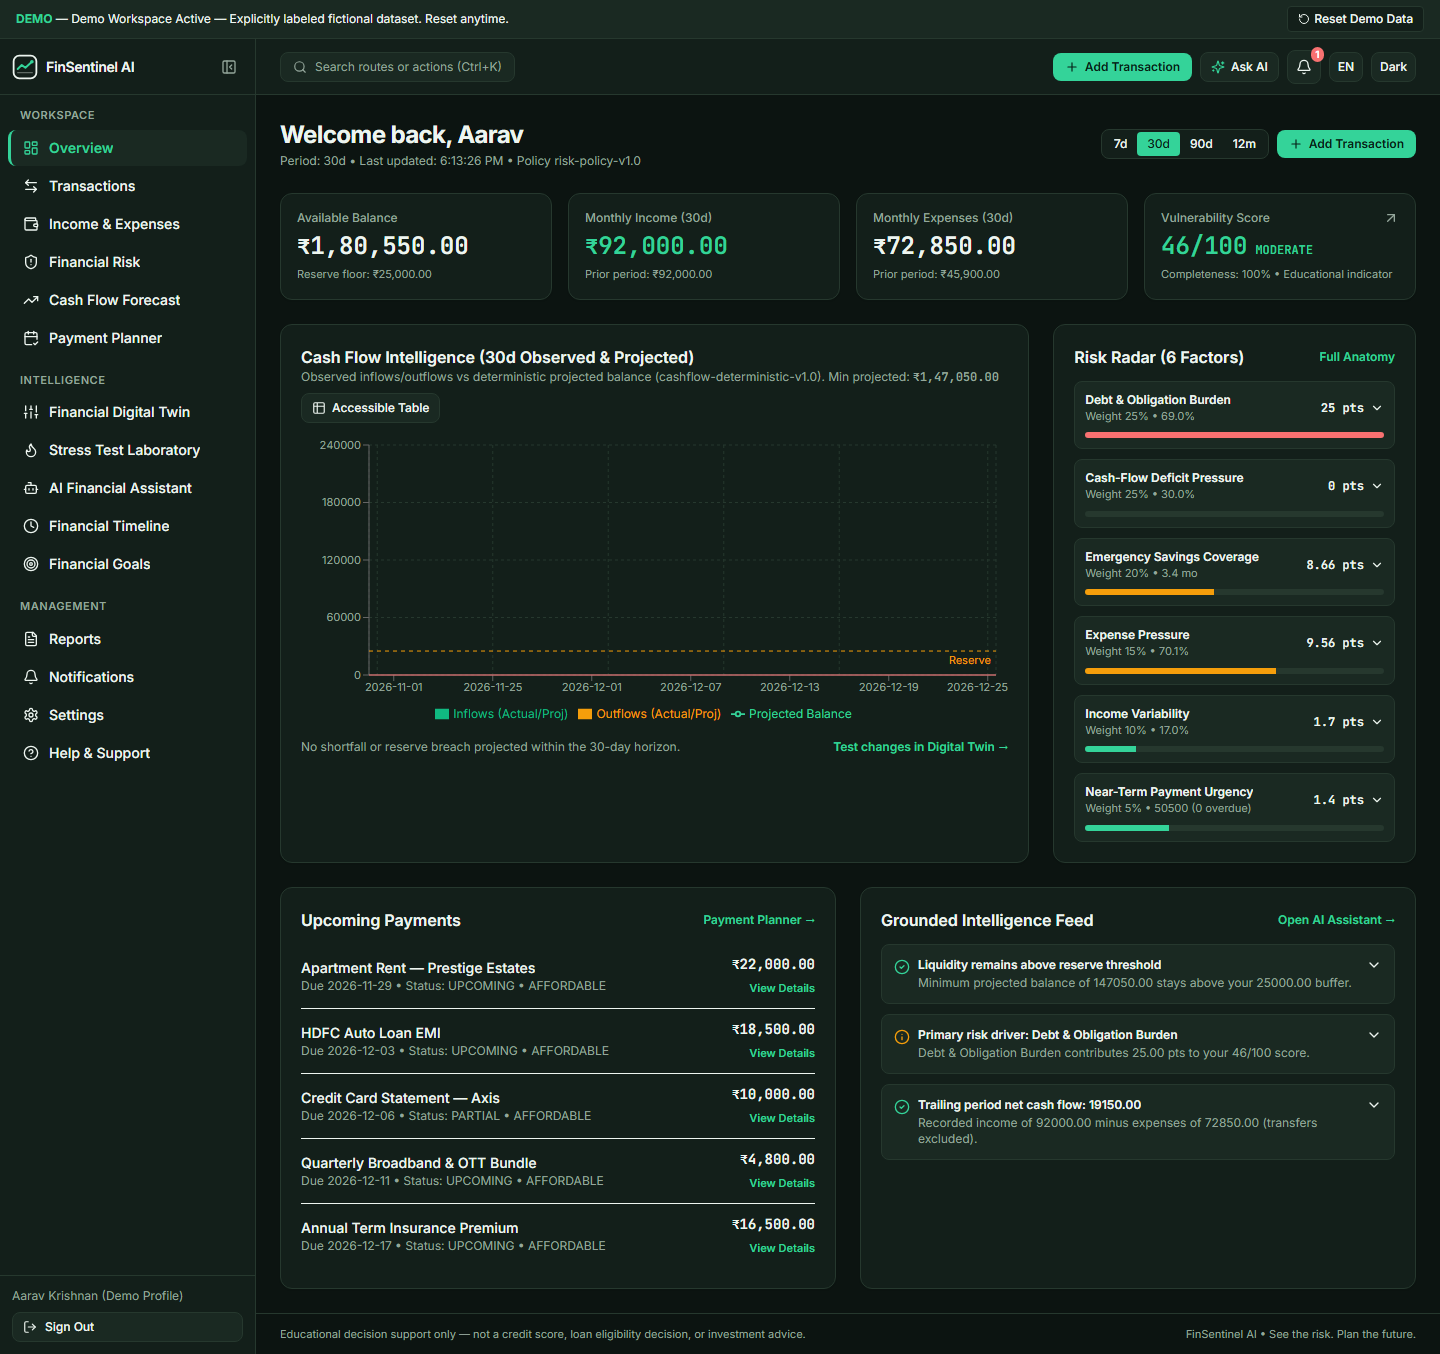 DEMO — Demo Workspace Active — Explicitly labeled fictional dataset. Reset anytime.
Reset Demo Data
FinSentinel AI
Search routes or actions (Ctrl+K)
Add Transaction
Ask AI
1
EN
Dark
WORKSPACE
Overview
Transactions
Income & Expenses
Financial Risk
Cash Flow Forecast
Payment Planner
INTELLIGENCE
Financial Digital Twin
Stress Test Laboratory
AI Financial Assistant
Financial Timeline
Financial Goals
MANAGEMENT
Reports
Notifications
Settings
Help & Support
Aarav Krishnan (Demo Profile)
Sign Out
Welcome back, Aarav
Period: 30d • Last updated: 6:13:26 PM • Policy risk-policy-v1.0
7d
30d
90d
12m
Add Transaction
Available Balance
₹1,80,550.00
Reserve floor: ₹25,000.00
Monthly Income (30d)
₹92,000.00
Prior period: ₹92,000.00
Monthly Expenses (30d)
₹72,850.00
Prior period: ₹45,900.00
Vulnerability Score
46/100 MODERATE
Completeness: 100% • Educational indicator
Cash Flow Intelligence (30d Observed & Projected)
Observed inflows/outflows vs deterministic projected balance (cashflow-deterministic-v1.0). Min projected: ₹1,47,050.00
Accessible Table
240000
180000
120000
60000
0
Reserve
2026-11-01
2026-11-25
2026-12-01
2026-12-07
2026-12-13
2026-12-19
2026-12-25
Inflows (Actual/Proj)
Outflows (Actual/Proj)
Projected Balance
No shortfall or reserve breach projected within the 30-day horizon.
Test changes in Digital Twin →
Risk Radar (6 Factors)
Full Anatomy
Debt & Obligation Burden
Weight 25% • 69.0%
25 pts
Cash-Flow Deficit Pressure
Weight 25% • 30.0%
0 pts
Emergency Savings Coverage
Weight 20% • 3.4 mo
8.66 pts
Expense Pressure
Weight 15% • 70.1%
9.56 pts
Income Variability
Weight 10% • 17.0%
1.7 pts
Near-Term Payment Urgency
Weight 5% • 50500 (0 overdue)
1.4 pts
Upcoming Payments
Payment Planner →
Apartment Rent — Prestige Estates
Due 2026-11-29 • Status: UPCOMING • AFFORDABLE
₹22,000.00
View Details
HDFC Auto Loan EMI
Due 2026-12-03 • Status: UPCOMING • AFFORDABLE
₹18,500.00
View Details
Credit Card Statement — Axis
Due 2026-12-06 • Status: PARTIAL • AFFORDABLE
₹10,000.00
View Details
Quarterly Broadband & OTT Bundle
Due 2026-12-11 • Status: UPCOMING • AFFORDABLE
₹4,800.00
View Details
Annual Term Insurance Premium
Due 2026-12-17 • Status: UPCOMING • AFFORDABLE
₹16,500.00
View Details
Grounded Intelligence Feed
Open AI Assistant →
Liquidity remains above reserve threshold
Minimum projected balance of 147050.00 stays above your 25000.00 buffer.
Primary risk driver: Debt & Obligation Burden
Debt & Obligation Burden contributes 25.00 pts to your 46/100 score.
Trailing period net cash flow: 19150.00
Recorded income of 92000.00 minus expenses of 72850.00 (transfers
excluded).
Educational decision support only — not a credit score, loan eligibility decision, or investment advice.
FinSentinel AI • See the risk. Plan the future.